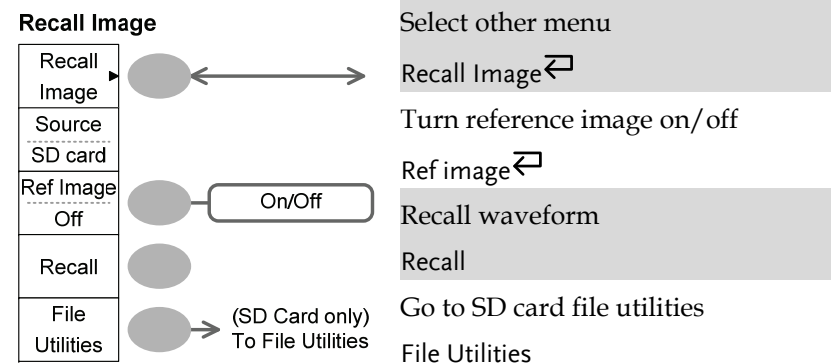 Recall Image
Recall
Image
Source
SD card
Ref Image
Off
On/Off
Recall
File
Utilities
(SD Card only)
To File Utilities
Select other menu
Recall Image
Turn reference image on/off
Ref image
Recall waveform
Recall
Go to SD card file utilities
File Utilities